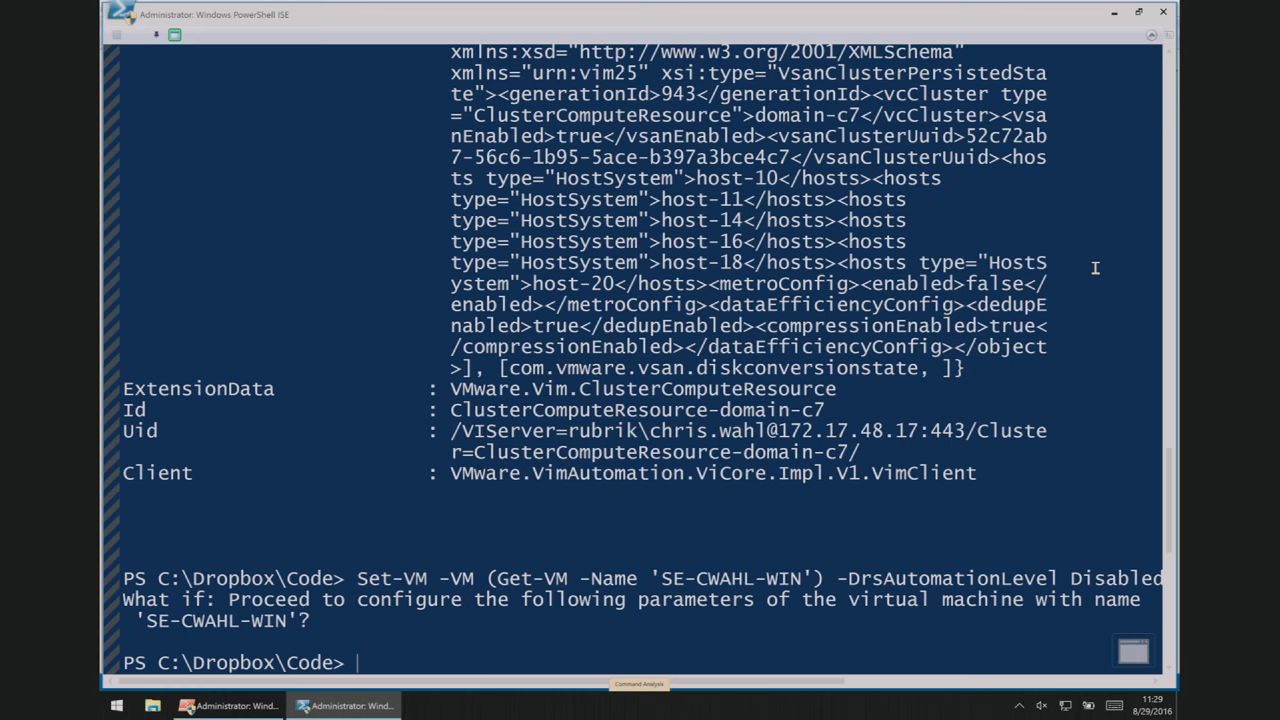 Administrator: Windows PowerShell ISE
xmlns:xsd="http://www.w3.org/2001/XMLSchema"
xmlns="urn:vim25" xsi:type="VsanClusterPersistedSta
te"><generationId>943</generationId><vcCluster type
="ClusterComputeResource">domain-c7</vcCluster><vsa
nEnabled>true</vsanEnabled><vsanClusterUuid>52c72ab
7-56c6-1b95-5ace-b397a3bce4c7</vsanClusterUuid><hos
ts type="HostSystem">host-10</hosts><hosts
type="HostSystem">host-11</hosts><hosts
type="HostSystem">host-14</hosts><hosts
type="HostSystem">host-16</hosts><hosts
type="HostSystem">host-18</hosts><hosts type="HostS
ystem">host-20</hosts><metroConfig><enabled>false</
enabled></metroConfig><dataEfficiencyConfig><dedupE
nabled>true</dedupEnabled><compressionEnabled>true<
/compressionEnabled></dataEfficiencyConfig></object
>], [com.vmware.vsan.diskconversionstate, ]}
ExtensionData : VMware.Vim.ClusterComputeResource
Id : ClusterComputeResource-domain-c7
Uid : /VIServer=rubrik\chris.wahl@172.17.48.17:443/Cluste
r=ClusterComputeResource-domain-c7/
Client : VMware.VimAutomation.ViCore.Impl.V1.VimClient
PS C:\Dropbox\Code> Set-VM -VM (Get-VM -Name 'SE-CWAHL-WIN') -DrsAutomationLevel Disabled
What if: Proceed to configure the following parameters of the virtual machine with name
'SE-CWAHL-WIN'?
PS C:\Dropbox\Code>
Command Analysis
Administrator: Wind...
Administrator: Wind...
11:29
8/29/2016